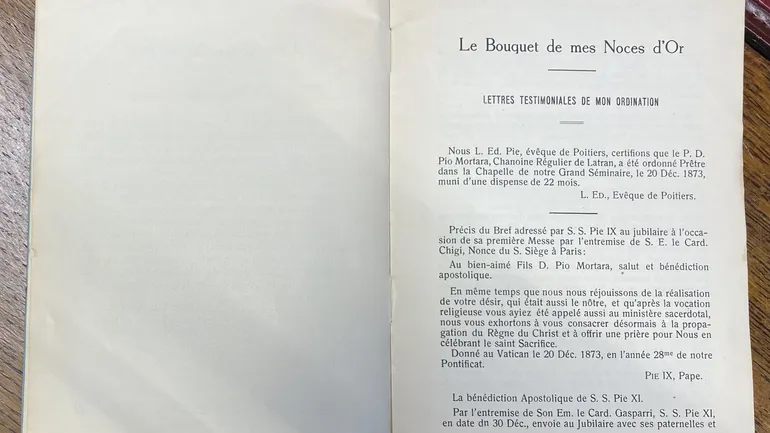 Le Bouquet de mes Noces d'Or
LETTRES TESTIMONIALES DE MON ORDINATION
Nous L. Ed. Pie, évêque de Poitiers, certifions que le P. D.
Pio Mortara, Chanoine Régulier de Latran, a été ordonné Prêtre
dans la Chapelle de notre Grand Séminaire, le 20 Déc. 1873,
muni d'une dispense de 22 mois.
L. ED., Evêque de Poitiers.
Précis du Bref adressé par S. S. Pie IX au jubilaire à l'occa-
sion de sa première Messe par l'entremise de S. E. le Card.
Chigi, Nonce du S. Siège à Paris:
Au bien-aimé Fils D. Pio Mortara, salut et bénédiction
apostolique.
En même temps que nous nous réjouissons de la réalisation
de votre désir, qui était aussi le nôtre, et qu'après la vocation
religieuse vous ayiez été appelé aussi au ministère sacerdotal,
nous vous exhortons à vous consacrer désormais à la propa-
gation du Règne du Christ et à offrir une prière pour Nous en
célébrant le saint Sacrifice.
Donné au Vatican le 20 Déc. 1873, en l'année 28me de notre
Pontificat.
PIE IX, Pape.
La bénédiction Apostolique de S. S. Pie XI.
Par l'entremise de Son Em. le Card. Gasparri, S. S. Pie XI,
en date dn 30 Déc., envoie au Jubilaire avec ses paternelles et